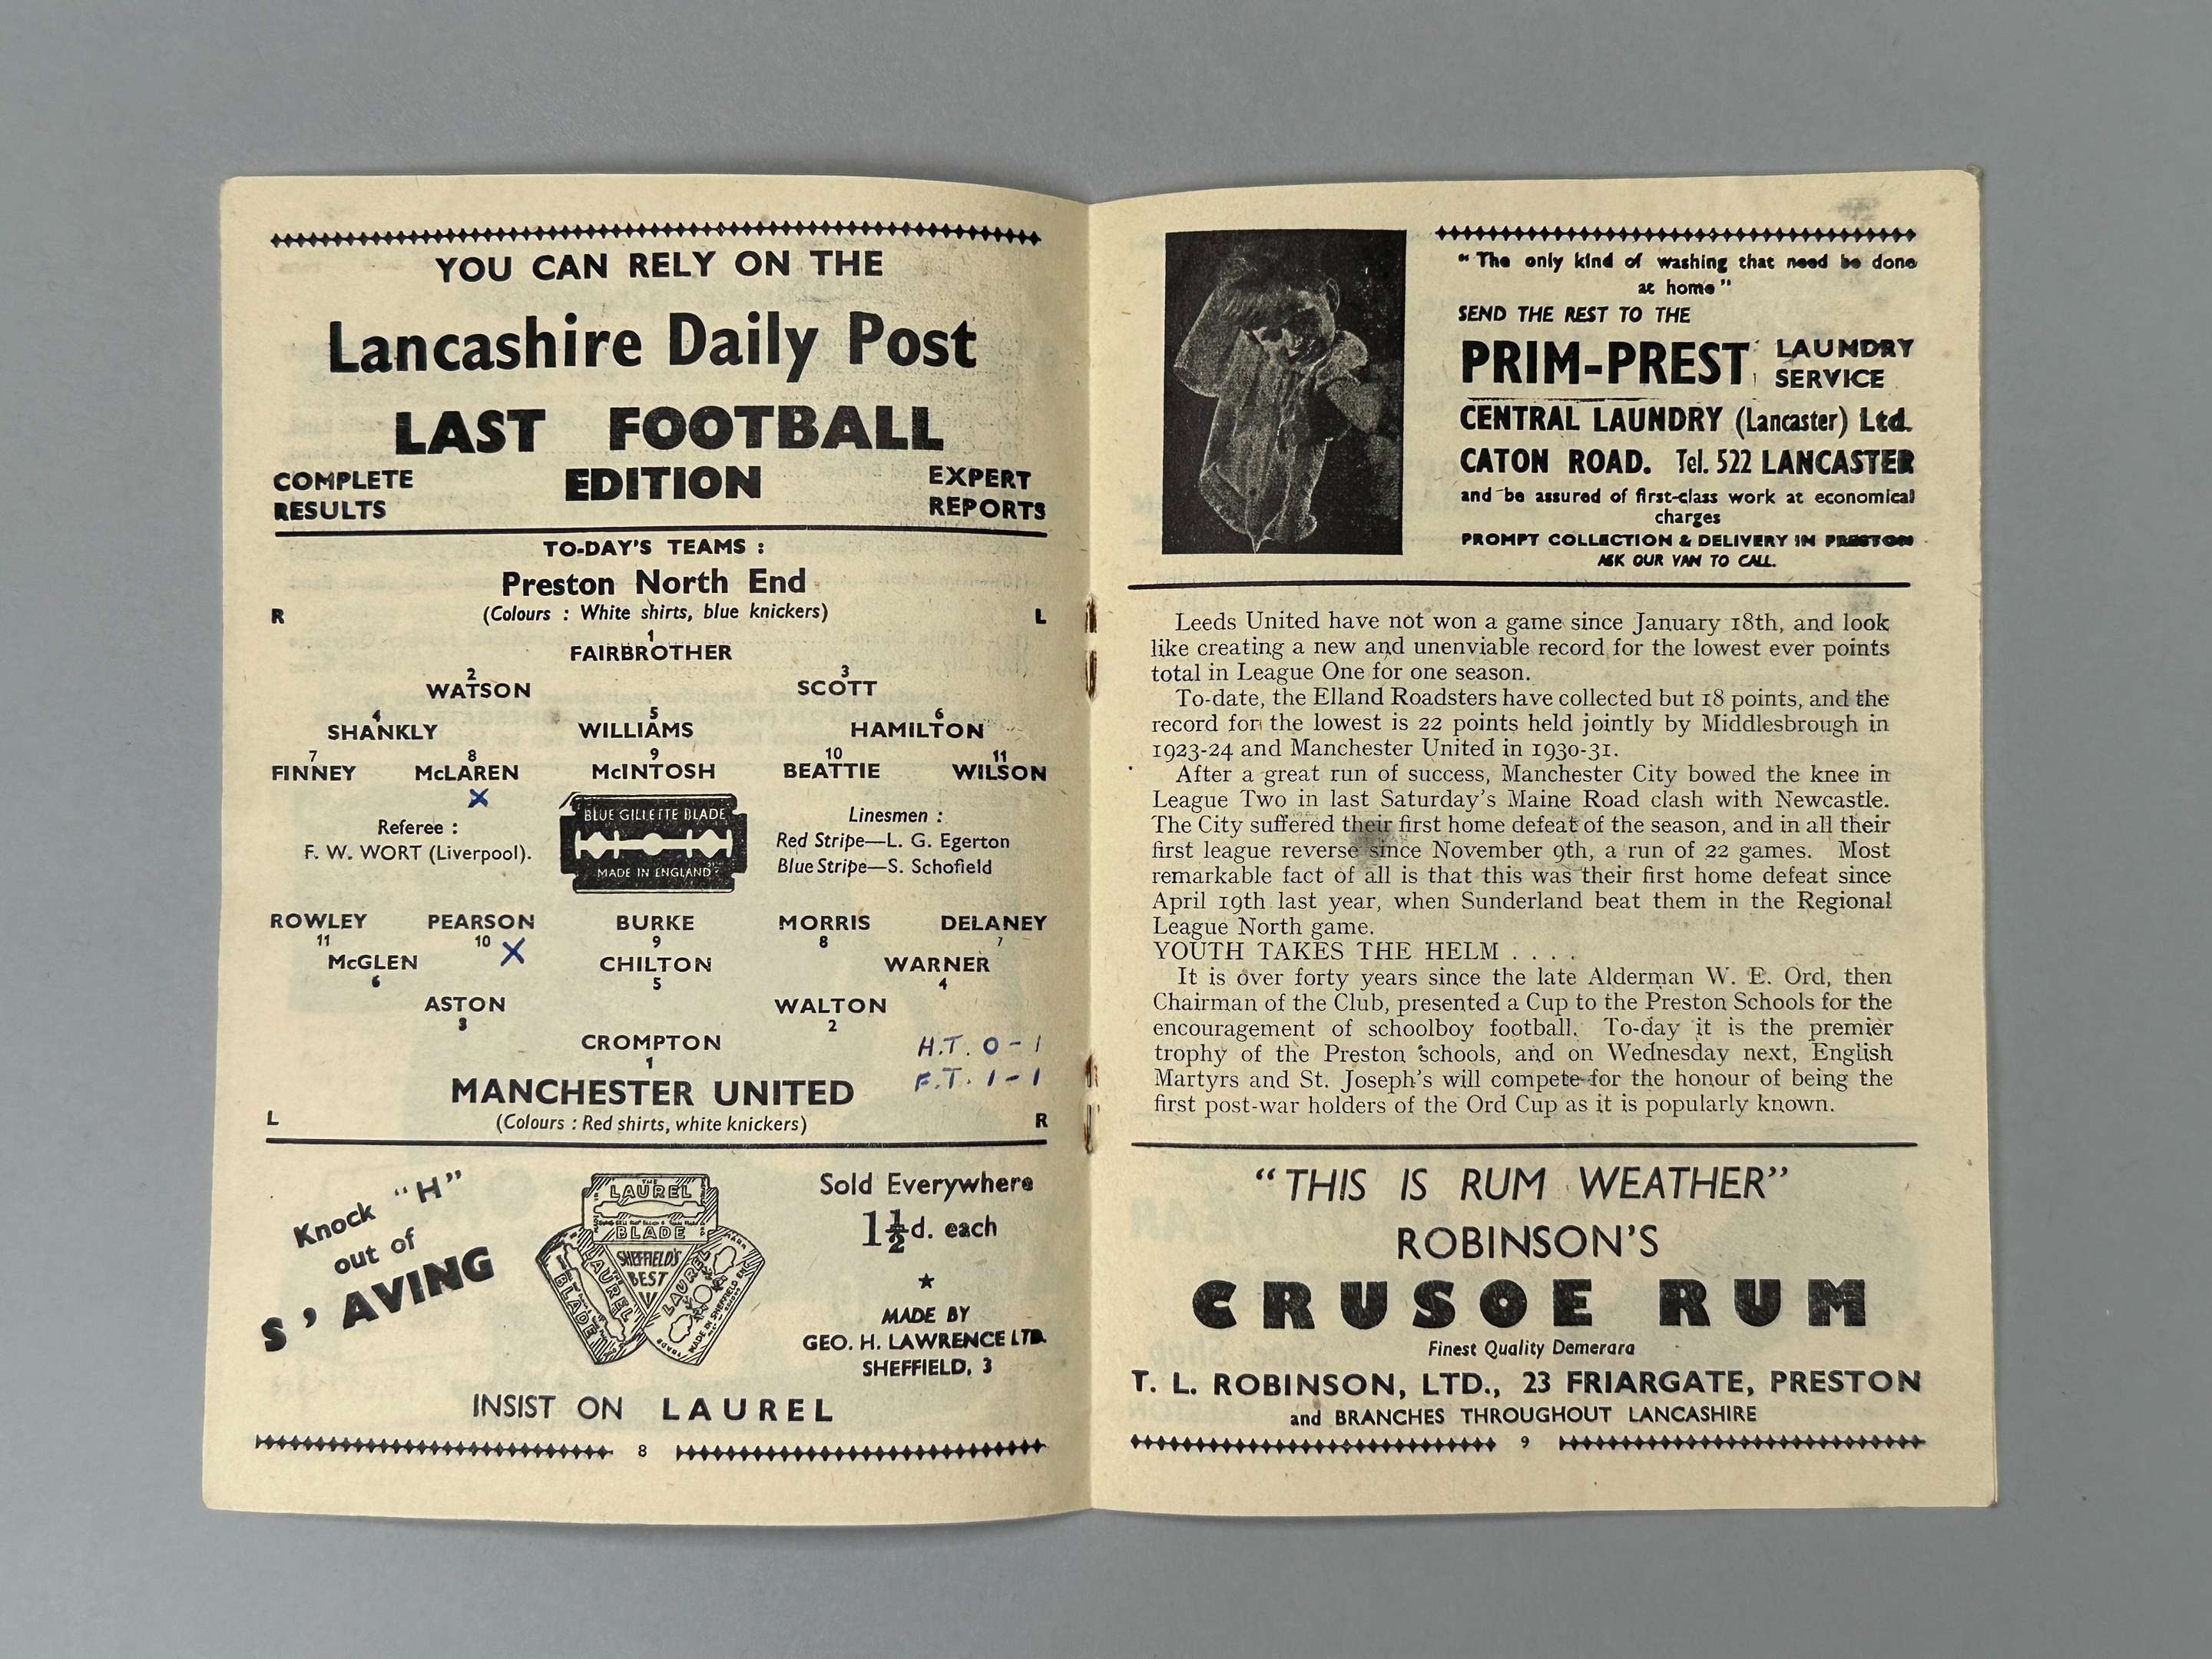 YOU CAN RELY ON THE
Lancashire Daily Post
LAST FOOTBALL
COMPLETE RESULTS
EDITION
EXPERT REPORTS
TO-DAY'S TEAMS :
Preston North End
R
(Colours : White shirts, blue knickers)
L
1
FAIRBROTHER
2 3
WATSON SCOTT
4 5 6
SHANKLY WILLIAMS HAMILTON
7 8 9 10 11
FINNEY McLAREN McINTOSH BEATTIE WILSON
X
Referee :
F. W. WORT (Liverpool).
BLUE GILLETTE BLADE
MADE IN ENGLAND
Linesmen :
Red Stripe—L. G. Egerton
Blue Stripe—S. Schofield
ROWLEY PEARSON BURKE MORRIS DELANEY
11 10 X 9 8 7
McGLEN CHILTON WARNER
6 5 4
ASTON WALTON
3 2
CROMPTON
1
H.T. 0-1
F.T. 1-1
MANCHESTER UNITED
L
(Colours : Red shirts, white knickers)
R
Knock "H"
out of
S' AVING
THE
LAUREL
BLADE
SHEFFIELD'S
BEST
THE
LAUREL
BLADE
LAUREL
MADE IN SHEFFIELD
Sold Everywhere
1½d. each
★
MADE BY
GEO. H. LAWRENCE LTD.
SHEFFIELD, 3
INSIST ON LAUREL
8
"The only kind of washing that need be done
at home"
SEND THE REST TO THE
PRIM-PREST LAUNDRY SERVICE
CENTRAL LAUNDRY (Lancaster) Ltd.
CATON ROAD. Tel. 522 LANCASTER
and be assured of first-class work at economical
charges
PROMPT COLLECTION & DELIVERY IN PRESTON
ASK OUR VAN TO CALL.
Leeds United have not won a game since January 18th, and look
like creating a new and unenviable record for the lowest ever points
total in League One for one season.
To-date, the Elland Roadsters have collected but 18 points, and the
record for the lowest is 22 points held jointly by Middlesbrough in
1923-24 and Manchester United in 1930-31.
After a great run of success, Manchester City bowed the knee in
League Two in last Saturday's Maine Road clash with Newcastle.
The City suffered their first home defeat of the season, and in all their
first league reverse since November 9th, a run of 22 games. Most
remarkable fact of all is that this was their first home defeat since
April 19th last year, when Sunderland beat them in the Regional
League North game.
YOUTH TAKES THE HELM . . . .
It is over forty years since the late Alderman W. E. Ord, then
Chairman of the Club, presented a Cup to the Preston Schools for the
encouragement of schoolboy football. To-day it is the premier
trophy of the Preston schools, and on Wednesday next, English
Martyrs and St. Joseph's will compete for the honour of being the
first post-war holders of the Ord Cup as it is popularly known.
"THIS IS RUM WEATHER"
ROBINSON'S
CRUSOE RUM
Finest Quality Demerara
T. L. ROBINSON, LTD., 23 FRIARGATE, PRESTON
and BRANCHES THROUGHOUT LANCASHIRE
9